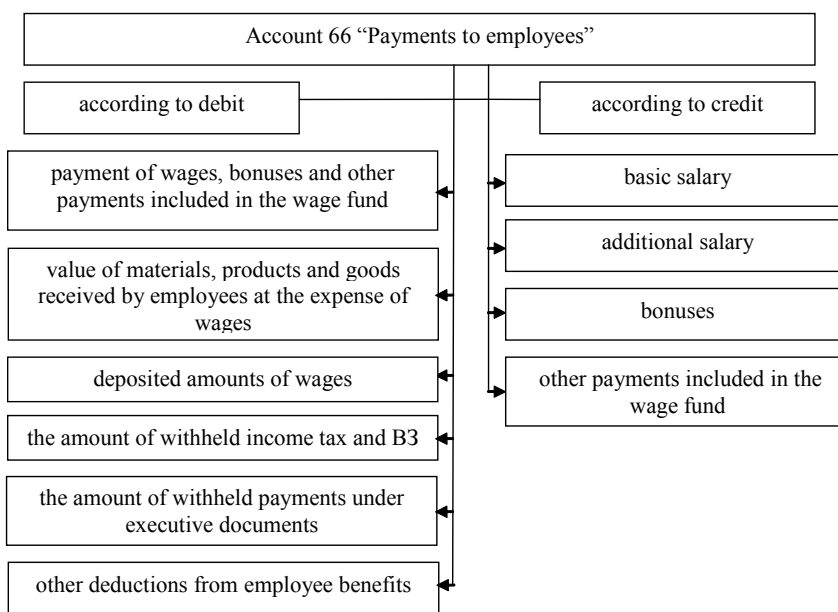 Account 66 “Payments to employees”
according to debit
according to credit
payment of wages, bonuses and other
payments included in the wage fund
value of materials, products and goods
received by employees at the expense of
wages
deposited amounts of wages
the amount of withheld income tax and ВЗ
the amount of withheld payments under
executive documents
other deductions from employee benefits
basic salary
additional salary
bonuses
other payments included in the
wage fund